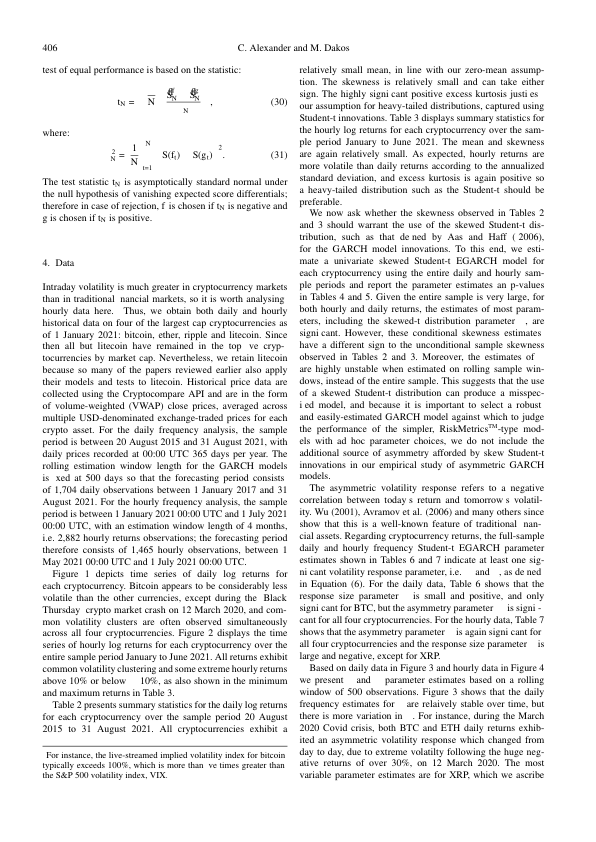 406
C. Alexander and M. Dakos
test of equal performance is based on the statistic:
t_N = N S_N S_N N , (30)
where:
2 N = 1 N N t=1 S(f_t) S(g_t) 2 . (31)
The test statistic t_N is asymptotically standard normal under
the null hypothesis of vanishing expected score differentials;
therefore in case of rejection, f is chosen if t_N is negative and
g is chosen if t_N is positive.
4. Data
Intraday volatility is much greater in cryptocurrency markets
than in traditional nancial markets, so it is worth analysing
hourly data here. Thus, we obtain both daily and hourly
historical data on four of the largest cap cryptocurrencies as
of 1 January 2021: bitcoin, ether, ripple and litecoin. Since
then all but litecoin have remained in the top ve cryp-
tocurrencies by market cap. Nevertheless, we retain litecoin
because so many of the papers reviewed earlier also apply
their models and tests to litecoin. Historical price data are
collected using the Cryptocompare API and are in the form
of volume-weighted (VWAP) close prices, averaged across
multiple USD-denominated exchange-traded prices for each
crypto asset. For the daily frequency analysis, the sample
period is between 20 August 2015 and 31 August 2021, with
daily prices recorded at 00:00 UTC 365 days per year. The
rolling estimation window length for the GARCH models
is xed at 500 days so that the forecasting period consists
of 1,704 daily observations between 1 January 2017 and 31
August 2021. For the hourly frequency analysis, the sample
period is between 1 January 2021 00:00 UTC and 1 July 2021
00:00 UTC, with an estimation window length of 4 months,
i.e. 2,882 hourly returns observations; the forecasting period
therefore consists of 1,465 hourly observations, between 1
May 2021 00:00 UTC and 1 July 2021 00:00 UTC.
Figure 1 depicts time series of daily log returns for
each cryptocurrency. Bitcoin appears to be considerably less
volatile than the other currencies, except during the Black
Thursday crypto market crash on 12 March 2020, and com-
mon volatility clusters are often observed simultaneously
across all four cryptocurrencies. Figure 2 displays the time
series of hourly log returns for each cryptocurrency over the
entire sample period January to June 2021. All returns exhibit
common volatility clustering and some extreme hourly returns
above 10% or below 10%, as also shown in the minimum
and maximum returns in Table 3.
Table 2 presents summary statistics for the daily log returns
for each cryptocurrency over the sample period 20 August
2015 to 31 August 2021. All cryptocurrencies exhibit a
For instance, the live-streamed implied volatility index for bitcoin
typically exceeds 100%, which is more than ve times greater than
the S&P 500 volatility index, VIX.
relatively small mean, in line with our zero-mean assump-
tion. The skewness is relatively small and can take either
sign. The highly signi cant positive excess kurtosis justi es
our assumption for heavy-tailed distributions, captured using
Student-t innovations. Table 3 displays summary statistics for
the hourly log returns for each cryptocurrency over the sam-
ple period January to June 2021. The mean and skewness
are again relatively small. As expected, hourly returns are
more volatile than daily returns according to the annualized
standard deviation, and excess kurtosis is again positive so
a heavy-tailed distribution such as the Student-t should be
preferable.
We now ask whether the skewness observed in Tables 2
and 3 should warrant the use of the skewed Student-t dis-
tribution, such as that de ned by Aas and Haff ( 2006),
for the GARCH model innovations. To this end, we esti-
mate a univariate skewed Student-t EGARCH model for
each cryptocurrency using the entire daily and hourly sam-
ple periods and report the parameter estimates an p-values
in Tables 4 and 5. Given the entire sample is very large, for
both hourly and daily returns, the estimates of most param-
eters, including the skewed-t distribution parameter , are
signi cant. However, these conditional skewness estimates
have a different sign to the unconditional sample skewness
observed in Tables 2 and 3. Moreover, the estimates of
are highly unstable when estimated on rolling sample win-
dows, instead of the entire sample. This suggests that the use
of a skewed Student-t distribution can produce a misspec-
i ed model, and because it is important to select a robust
and easily-estimated GARCH model against which to judge
the performance of the simpler, RiskMetrics™-type mod-
els with ad hoc parameter choices, we do not include the
additional source of asymmetry afforded by skew Student-t
innovations in our empirical study of asymmetric GARCH
models.
The asymmetric volatility response refers to a negative
correlation between today s return and tomorrow s volatil-
ity. Wu (2001), Avramov et al. (2006) and many others since
show that this is a well-known feature of traditional nan-
cial assets. Regarding cryptocurrency returns, the full-sample
daily and hourly frequency Student-t EGARCH parameter
estimates shown in Tables 6 and 7 indicate at least one sig-
ni cant volatility response parameter, i.e. and , as de ned
in Equation (6). For the daily data, Table 6 shows that the
response size parameter is small and positive, and only
signi cant for BTC, but the asymmetry parameter is signi -
cant for all four cryptocurrencies. For the hourly data, Table 7
shows that the asymmetry parameter is again signi cant for
all four cryptocurrencies and the response size parameter is
large and negative, except for XRP.
Based on daily data in Figure 3 and hourly data in Figure 4
we present and parameter estimates based on a rolling
window of 500 observations. Figure 3 shows that the daily
frequency estimates for are relaively stable over time, but
there is more variation in . For instance, during the March
2020 Covid crisis, both BTC and ETH daily returns exhib-
ited an asymmetric volatility response which changed from
day to day, due to extreme volatilty following the huge neg-
ative returns of over 30%, on 12 March 2020. The most
variable parameter estimates are for XRP, which we ascribe